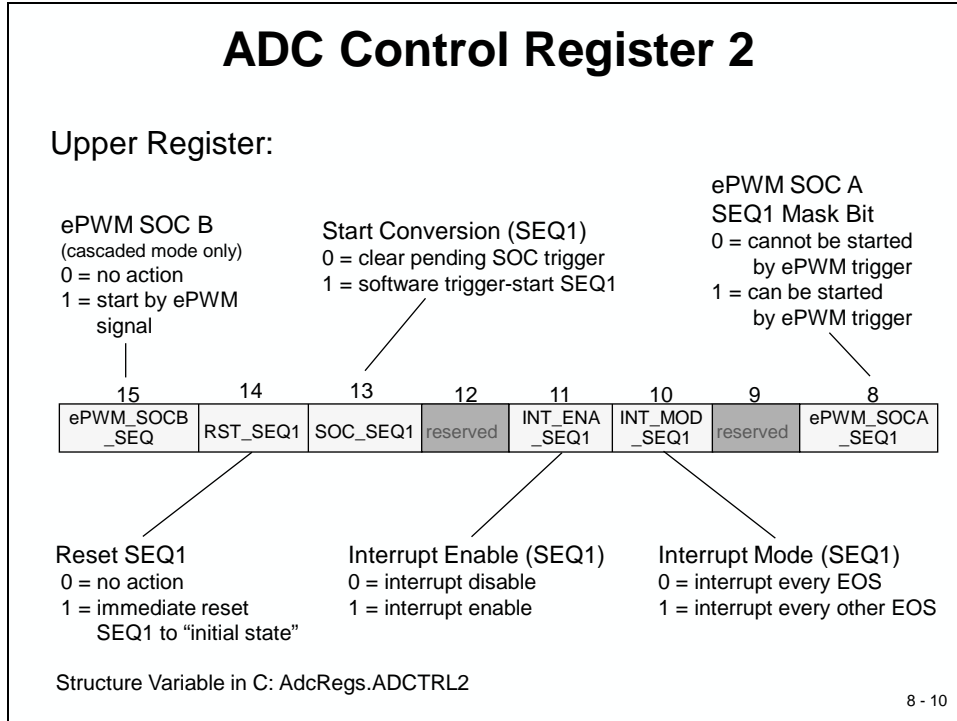 ADC Control Register 2
Upper Register:
ePWM SOC B
(cascaded mode only)
0 = no action
1 = start by ePWM
signal
Start Conversion (SEQ1)
0 = clear pending SOC trigger
1 = software trigger-start SEQ1
ePWM SOC A
SEQ1 Mask Bit
0 = cannot be started
by ePWM trigger
1 = can be started
by ePWM trigger
15 14 13 12 11 10 9 8
ePWM_SOCB
_SEQ
RST_SEQ1
SOC_SEQ1
reserved
INT_ENA
_SEQ1
INT_MOD
_SEQ1
reserved
ePWM_SOCA
_SEQ1
Reset SEQ1
0 = no action
1 = immediate reset
SEQ1 to “initial state”
Interrupt Enable (SEQ1)
0 = interrupt disable
1 = interrupt enable
Interrupt Mode (SEQ1)
0 = interrupt every EOS
1 = interrupt every other EOS
Structure Variable in C: AdcRegs.ADCTRL2
8 - 10